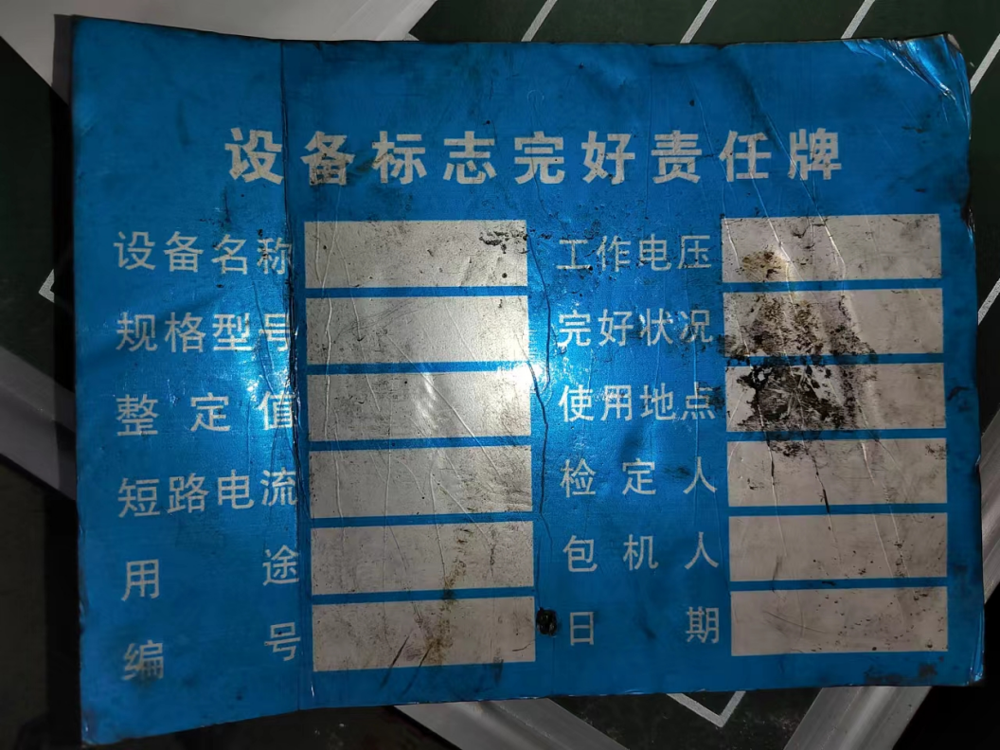 设备标志完好责任牌
设备名称 工作电压
规格型号 完好状况
整定值 使用地点
短路电流 检定人
用途 包机人
编号 日期